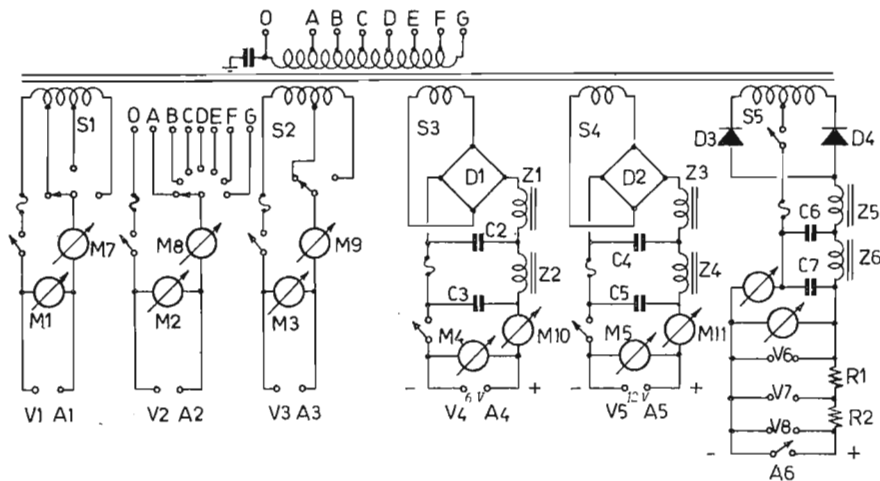 O A B C D E F G
S1 O A B C D E F G S2 S3 S4 S5
D3 D4
D1 Z1 D2 Z3 Z5
C6
M7 M8 M9 C2 C4 Z6
Z2 Z4 C7
M1 M2 M3 C3 C5
M4 M10 M5 M11
V6
R1
6 V 12 V V7
- + - +
V1 A1 V2 A2 V3 A3 V4 A4 V5 A5 R2
V8
- +
A6